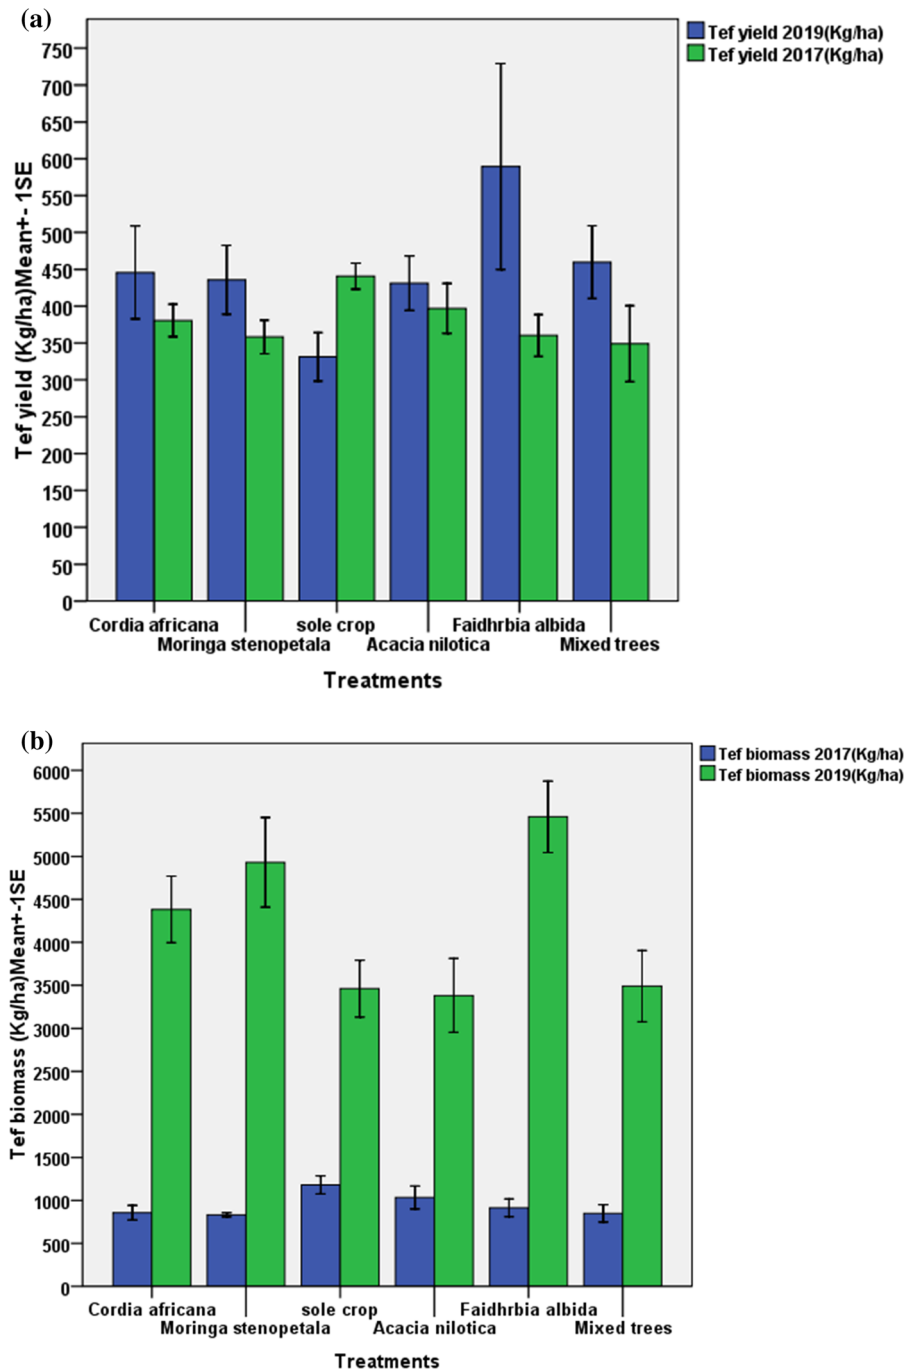 (a)
Tef yield 2019(Kg/ha)
Tef yield 2017(Kg/ha)
Tef yield (Kg/ha)Mean+- 1SE
750
700
650
600
550
500
450
400
350
300
250
200
150
100
50
0
Cordia africana
Moringa stenopetala
sole crop
Acacia nilotica
Faidhrbia albida
Mixed trees
Treatments
(b)
Tef biomass 2017(Kg/ha)
Tef biomass 2019(Kg/ha)
Tef biomass (Kg/ha)Mean+-1SE
6000
5500
5000
4500
4000
3500
3000
2500
2000
1500
1000
500
0
Cordia africana
Moringa stenopetala
sole crop
Acacia nilotica
Faidhrbia albida
Mixed trees
Treatments